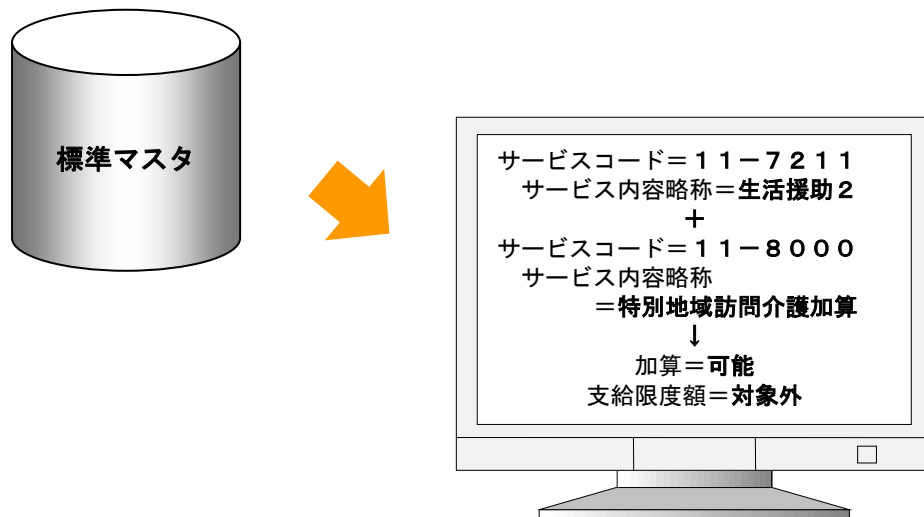 標準マスタ
サービスコード＝１１－７２１１
サービス内容略称＝生活援助２
＋
サービスコード＝１１－８０００
サービス内容略称
＝特別地域訪問介護加算
↓
加算＝可能
支給限度額＝対象外